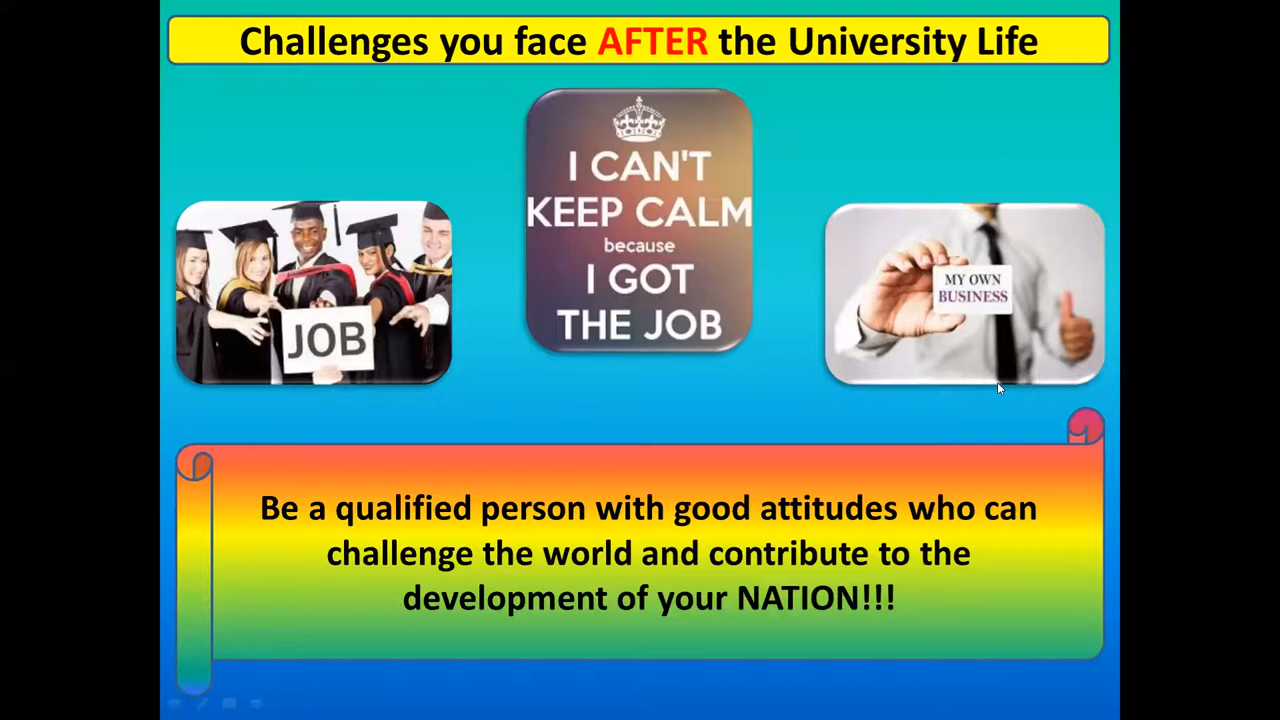 Challenges you face AFTER the University Life
I CAN'T
KEEP CALM
because
I GOT
THE JOB
JOB
MY OWN
BUSINESS
Be a qualified person with good attitudes who can
challenge the world and contribute to the
development of your NATION!!!